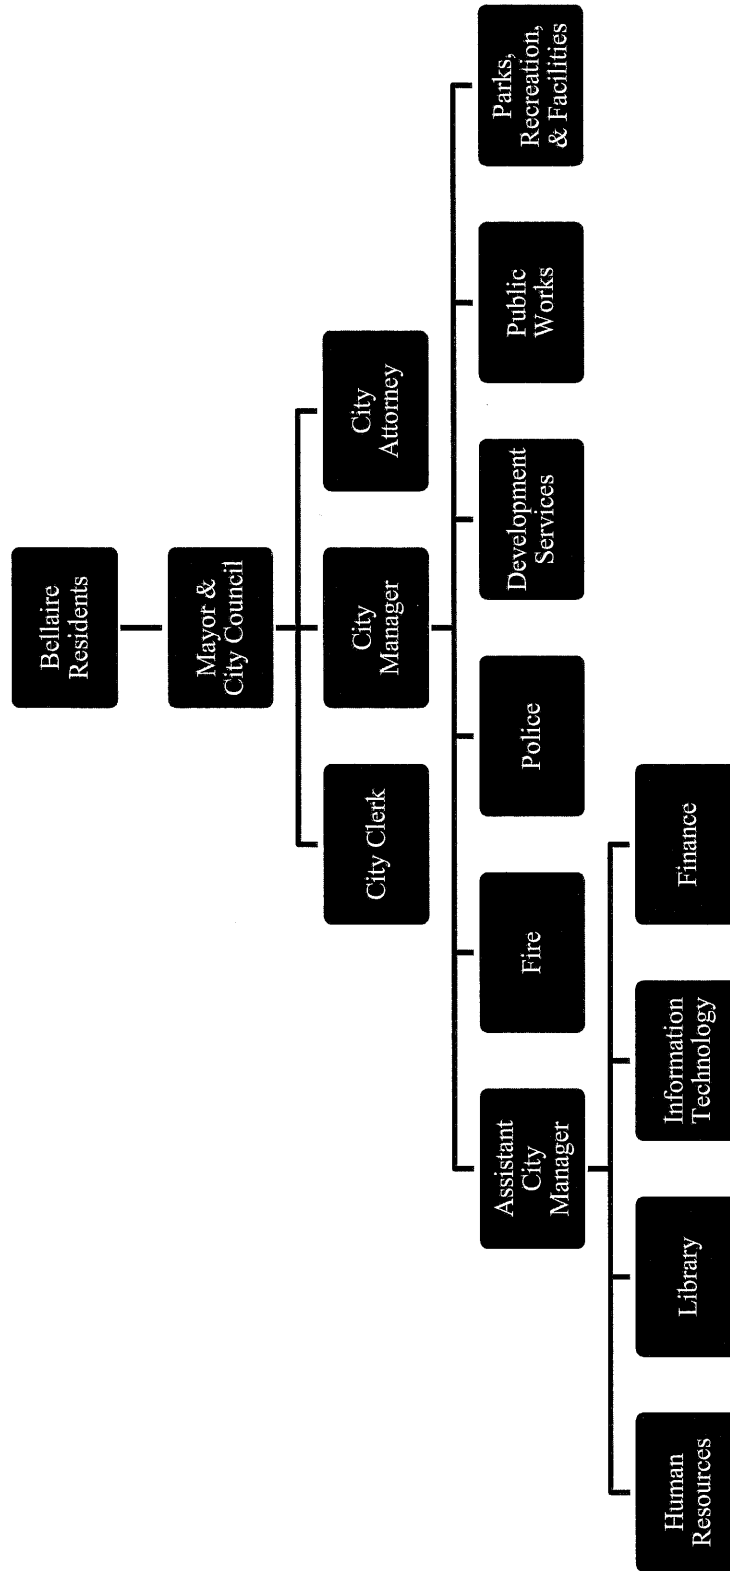 Bellaire
Residents
Mayor &
City Council
City Clerk
City
Manager
City
Attorney
Assistant
City
Manager
Fire
Police
Development
Services
Public
Works
Parks,
Recreation,
& Facilities
Human
Resources
Library
Information
Technology
Finance